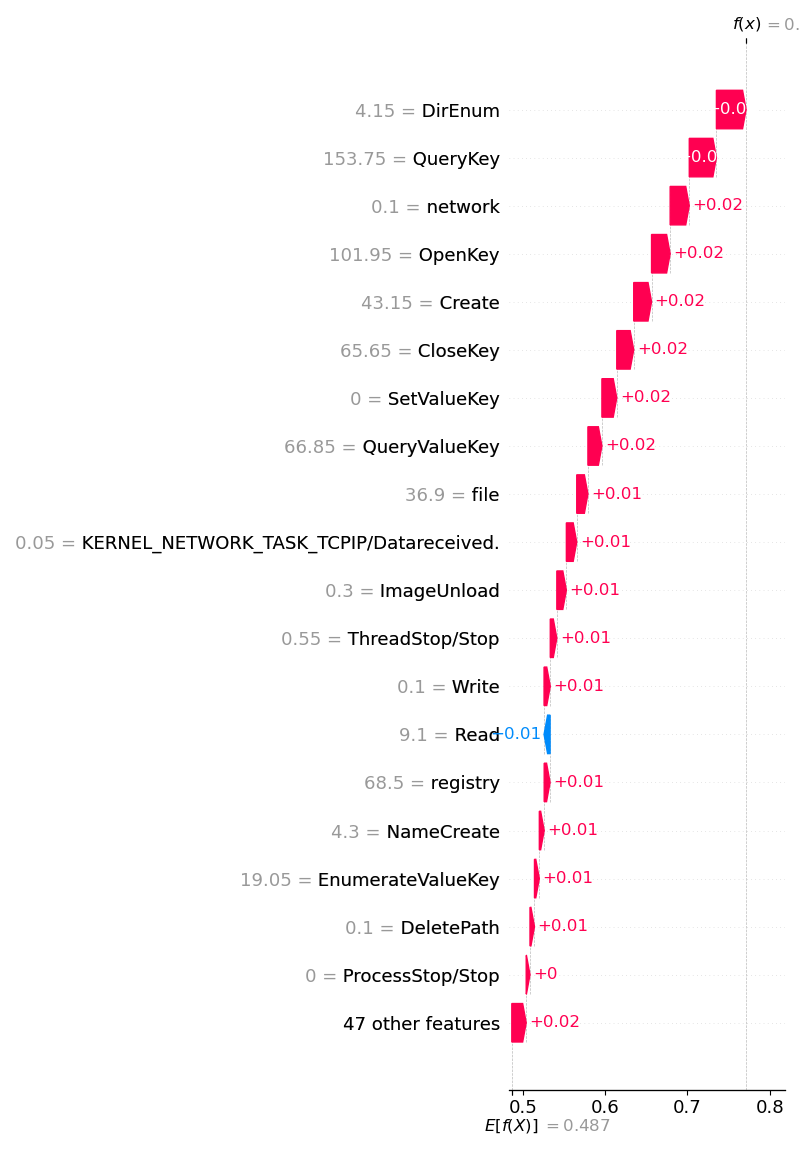 f(x) = 0.
4.15 = DirEnum
153.75 = QueryKey
0.1 = network +0.02
101.95 = OpenKey +0.02
43.15 = Create +0.02
65.65 = CloseKey +0.02
0 = SetValueKey +0.02
66.85 = QueryValueKey +0.02
36.9 = file +0.01
0.05 = KERNEL_NETWORK_TASK_TCPIP/Datareceived. +0.01
0.3 = ImageUnload +0.01
0.55 = ThreadStop/Stop +0.01
0.1 = Write +0.01
9.1 = Read −0.01
68.5 = registry +0.01
4.3 = NameCreate +0.01
19.05 = EnumerateValueKey +0.01
0.1 = DeletePath +0.01
0 = ProcessStop/Stop +0
47 other features +0.02
0.5 0.6 0.7 0.8
E[f(X)] = 0.487